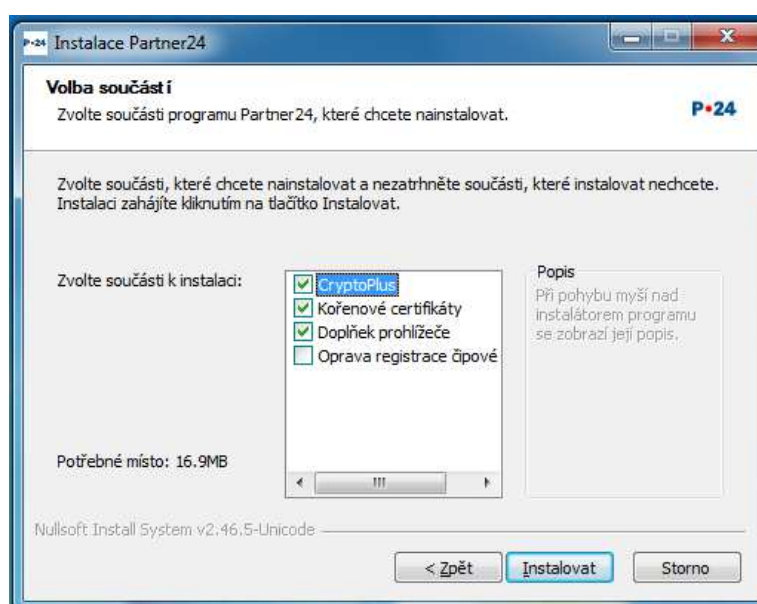 P•24 Instalace Partner24
Volba součástí
Zvolte součásti programu Partner24, které chcete nainstalovat.
P•24
Zvolte součásti, které chcete nainstalovat a nezatrhněte součásti, které instalovat nechcete.
Instalaci zahájíte kliknutím na tlačítko Instalovat.
Zvolte součásti k instalaci:
CryptoPlus
Kořenové certifikáty
Doplněk prohlížeče
Oprava registrace čipové
Popis
Při pohybu myší nad
instalátorem programu
se zobrazí její popis.
Potřebné místo: 16.9MB
Nullsoft Install System v2.46.5-Unicode
< Zpět
Instalovat
Storno